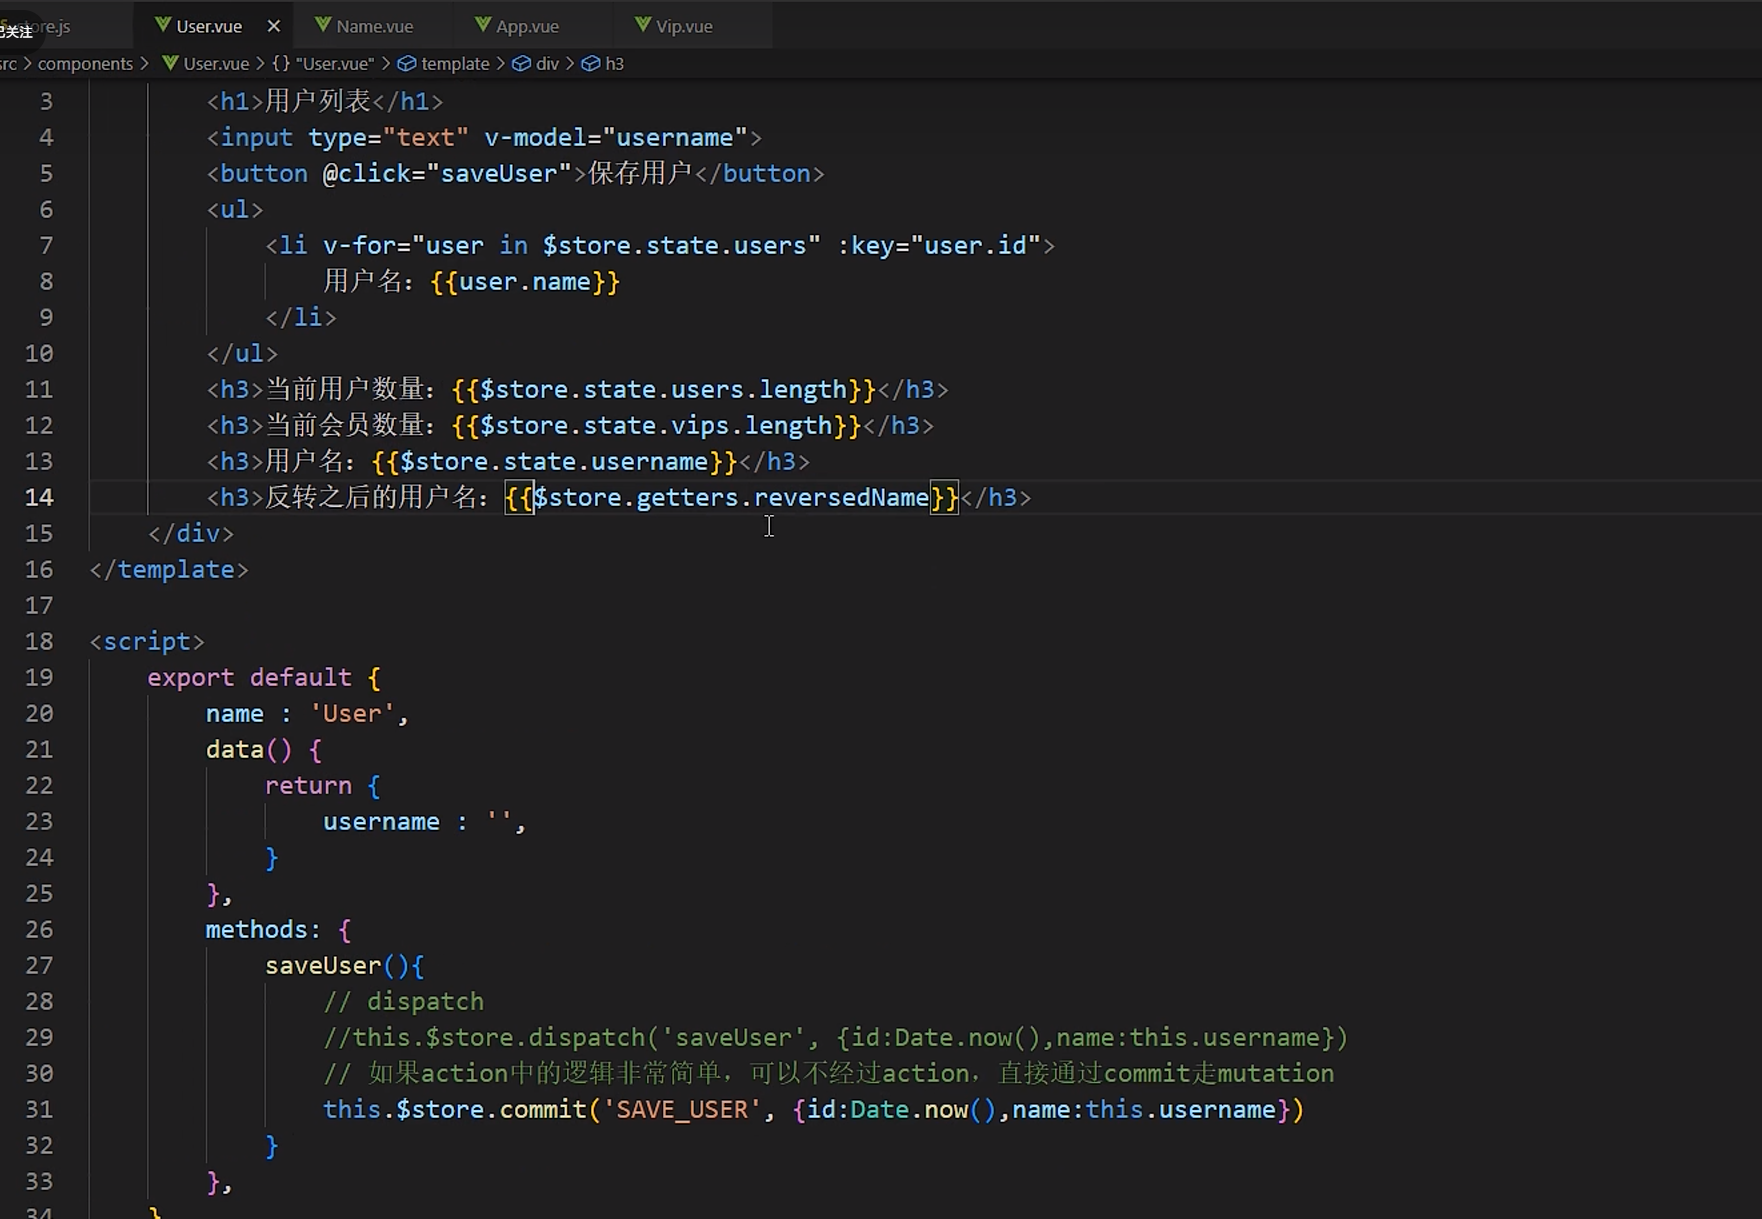 已关注 store.js User.vue Name.vue App.vue Vip.vue
src > components > User.vue > {} "User.vue" > template > div > h3
3 <h1>用户列表</h1>
4 <input type="text" v-model="username">
5 <button @click="saveUser">保存用户</button>
6 <ul>
7 <li v-for="user in $store.state.users" :key="user.id">
8 用户名：{{user.name}}
9 </li>
10 </ul>
11 <h3>当前用户数量：{{$store.state.users.length}}</h3>
12 <h3>当前会员数量：{{$store.state.vips.length}}</h3>
13 <h3>用户名：{{$store.state.username}}</h3>
14 <h3>反转之后的用户名：{{$store.getters.reversedName}}</h3>
15 </div>
16 </template>
17
18 <script>
19 export default {
20 name : 'User',
21 data() {
22 return {
23 username : '',
24 }
25 },
26 methods: {
27 saveUser(){
28 // dispatch
29 //this.$store.dispatch('saveUser', {id:Date.now(),name:this.username})
30 // 如果action中的逻辑非常简单，可以不经过action，直接通过commit走mutation
31 this.$store.commit('SAVE_USER', {id:Date.now(),name:this.username})
32 }
33 },
34 }